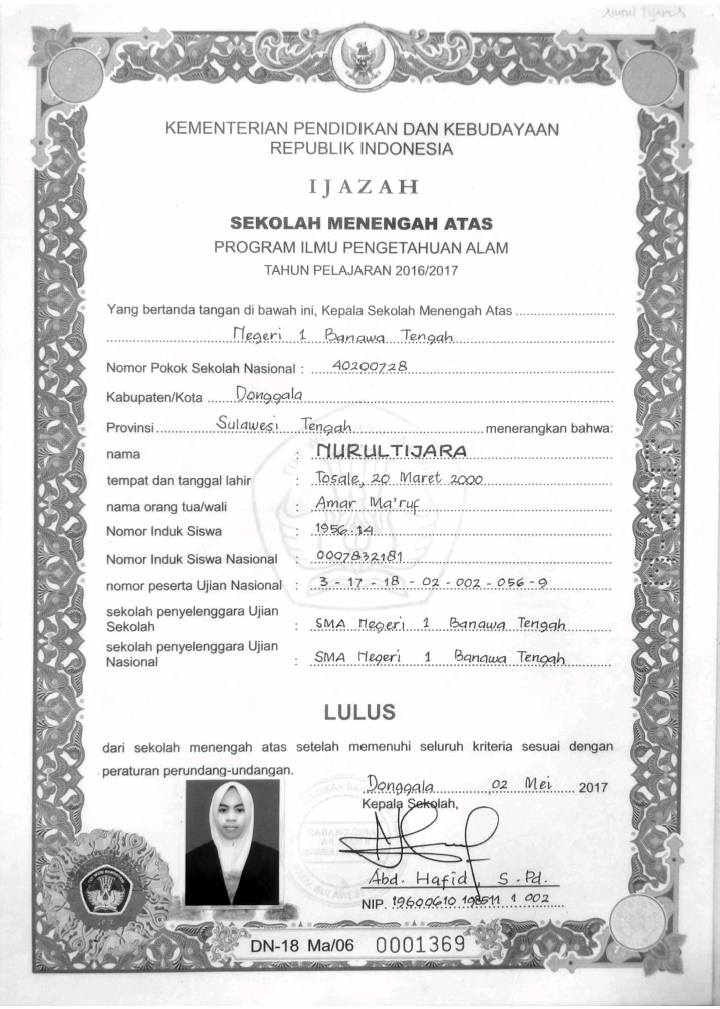 Nurul Tijara
KEMENTERIAN PENDIDIKAN DAN KEBUDAYAAN
REPUBLIK INDONESIA
IJAZAH
SEKOLAH MENENGAH ATAS
PROGRAM ILMU PENGETAHUAN ALAM
TAHUN PELAJARAN 2016/2017
Yang bertanda tangan di bawah ini, Kepala Sekolah Menengah Atas
Negeri 1 Banawa Tengah
Nomor Pokok Sekolah Nasional : 40200728
Kabupaten/Kota Donggala
Provinsi Sulawesi Tengah menerangkan bahwa:
nama : NURULTIJARA
tempat dan tanggal lahir : Tosale, 20 Maret 2000
nama orang tua/wali : Amar Ma'ruf
Nomor Induk Siswa : 1956.14
Nomor Induk Siswa Nasional : 0007832181
nomor peserta Ujian Nasional : 3 - 17 - 18 - 02 - 002 - 056 - 9
sekolah penyelenggara Ujian
Sekolah : SMA Negeri 1 Banawa Tengah
sekolah penyelenggara Ujian
Nasional : SMA Negeri 1 Banawa Tengah
LULUS
dari sekolah menengah atas setelah memenuhi seluruh kriteria sesuai dengan
peraturan perundang-undangan.
Donggala, 02 Mei 2017
Kepala Sekolah,
Abd. Hafid S.Pd.
NIP. 19600610 198511 1 002
TUT WURI HANDAYANI
DN-18 Ma/06 0001369